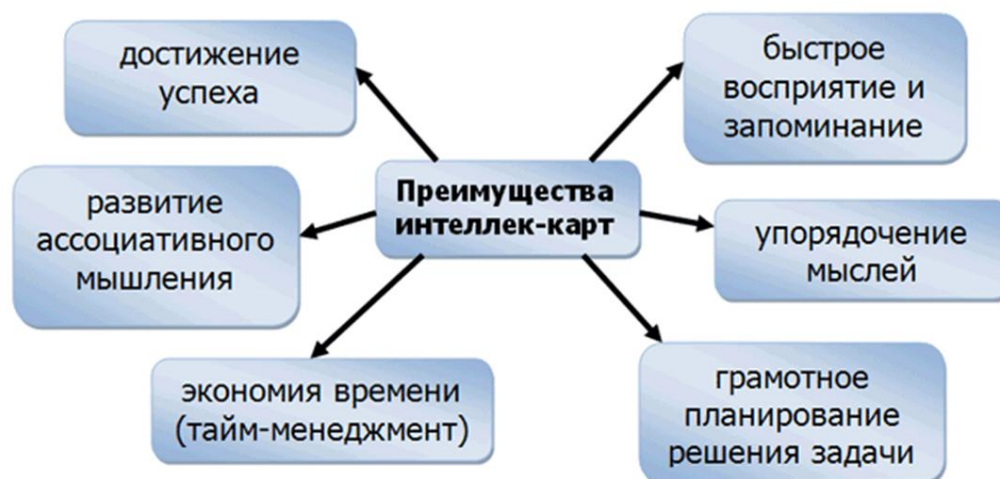 достижение
успеха
быстрое
восприятие и
запоминание
Преимущества
интеллек-карт
развитие
ассоциативного
мышления
упорядочение
мыслей
экономия времени
(тайм-менеджмент)
грамотное
планирование
решения задачи